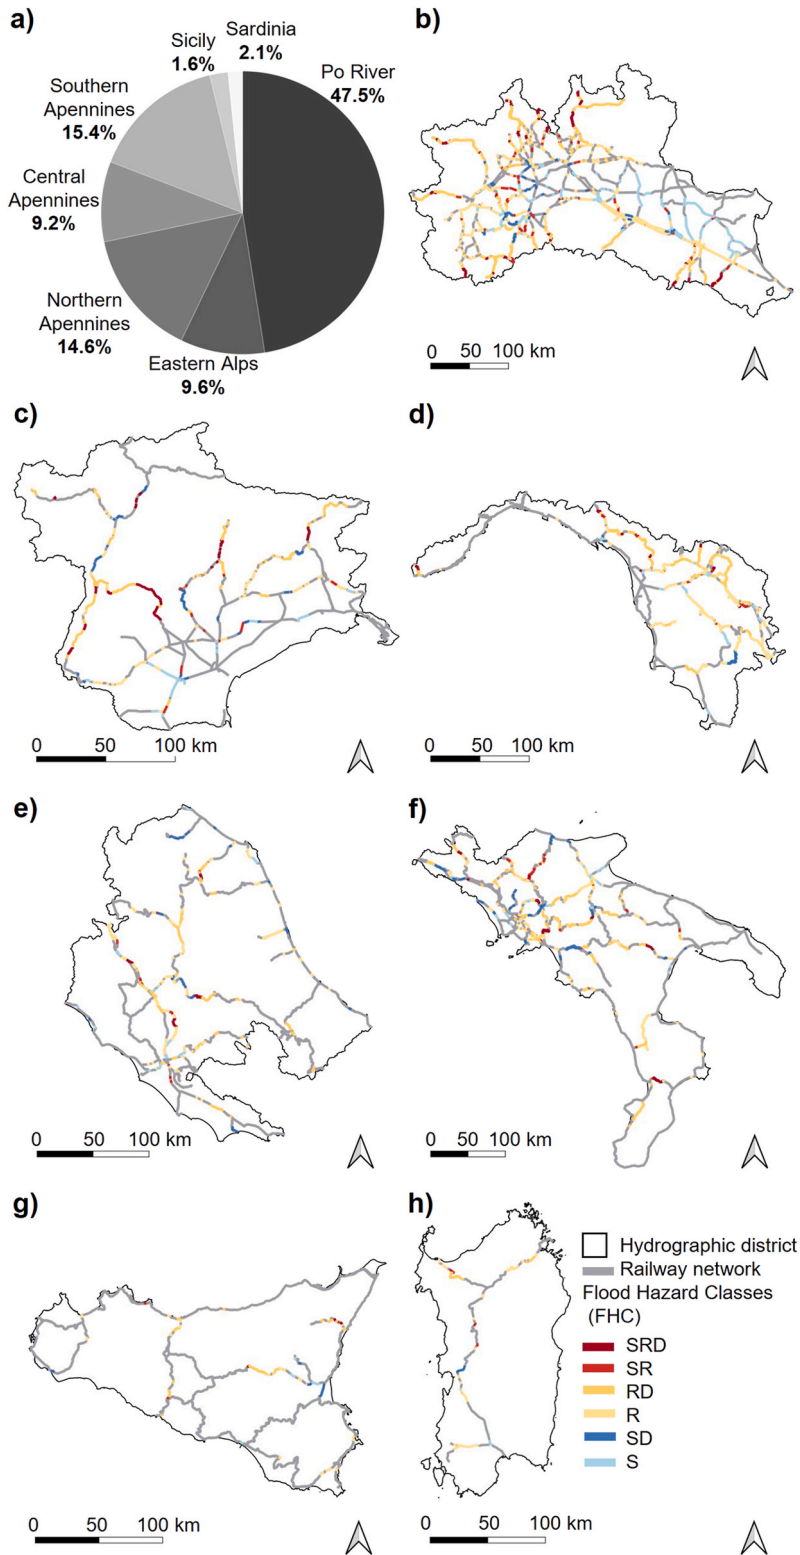 a)
Sardinia
2.1%
Sicily
1.6%
Po River
47.5%
Southern
Apennines
15.4%
Central
Apennines
9.2%
Northern
Apennines
14.6%
Eastern Alps
9.6%
b)
0 50 100 km
c)
0 50 100 km
d)
0 50 100 km
e)
0 50 100 km
f)
0 50 100 km
g)
0 50 100 km
h)
0 50 100 km
Hydrographic district
Railway network
Flood Hazard Classes
(FHC)
SRD
SR
RD
R
SD
S